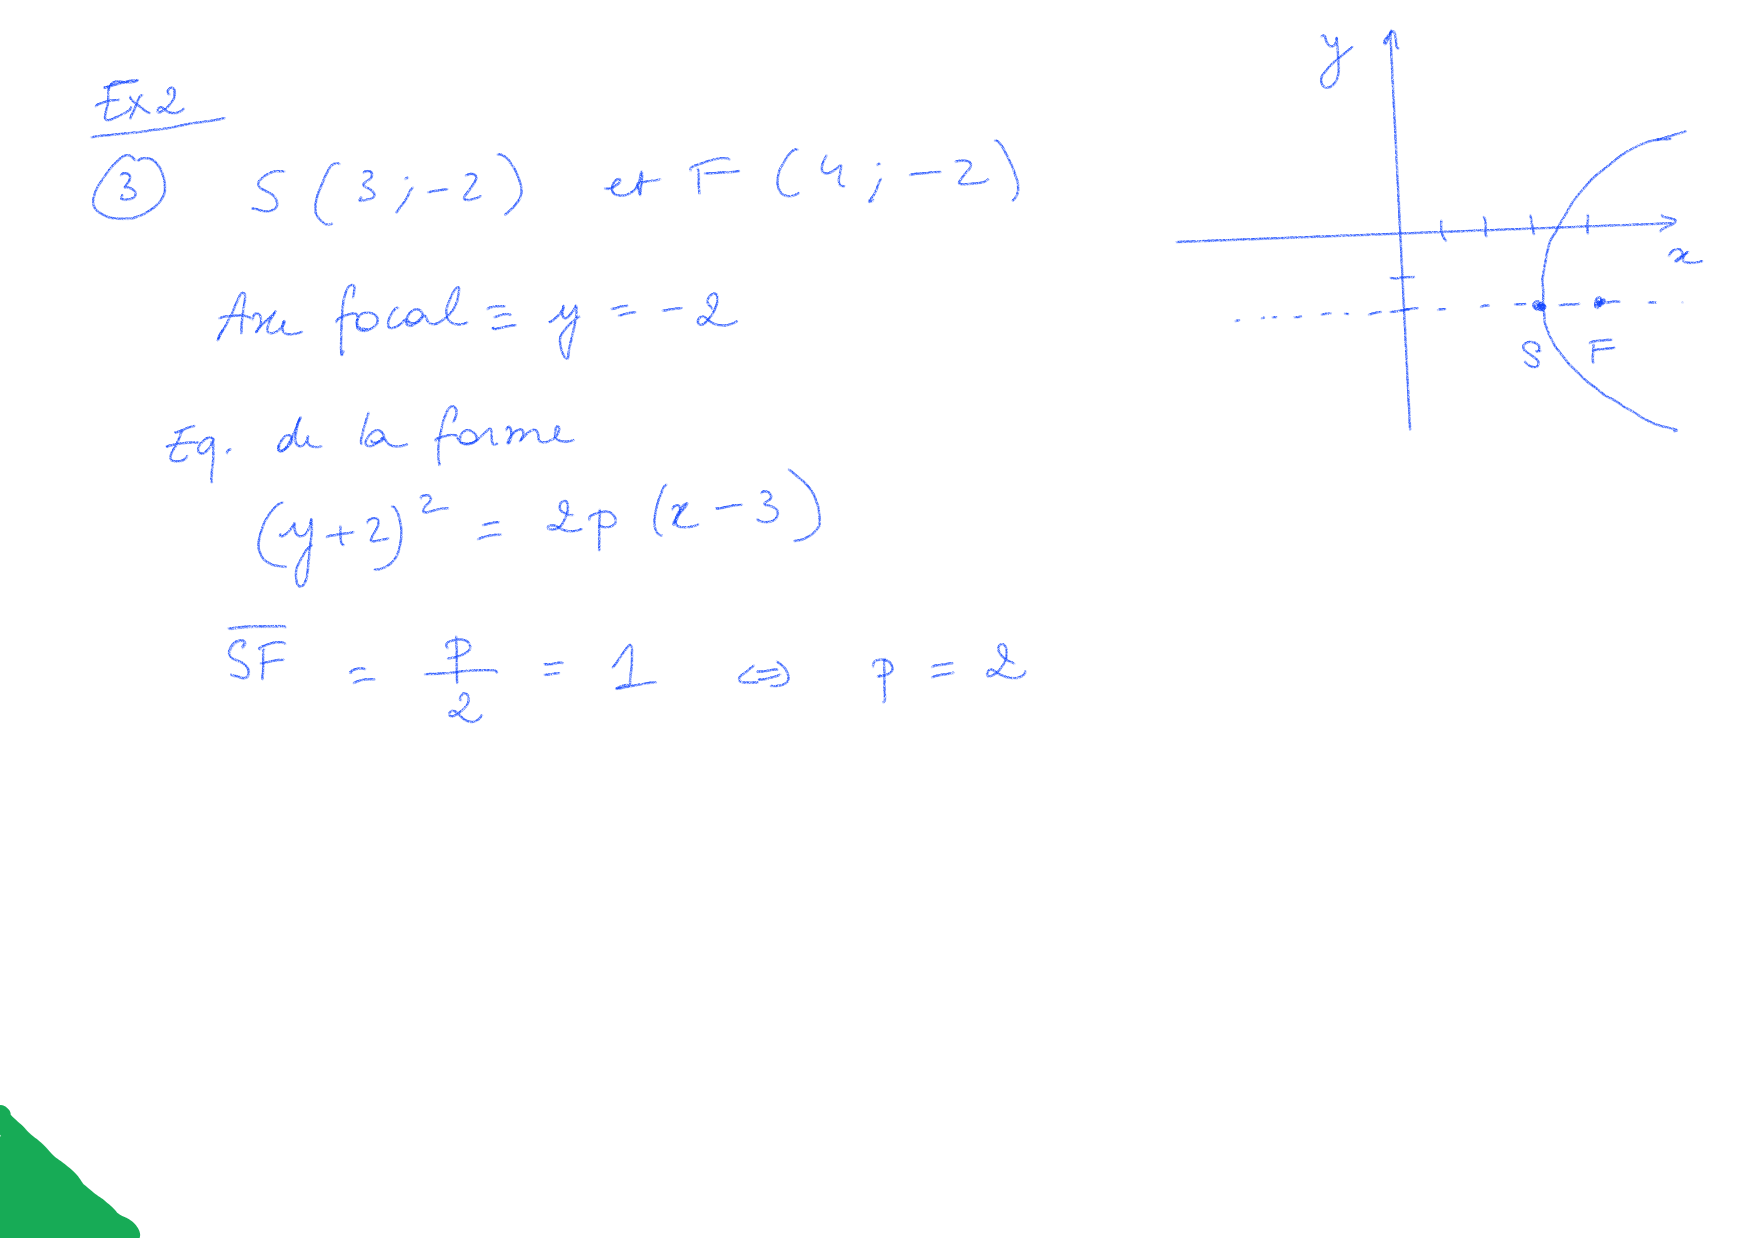 Ex2
③ S(3;-2) et F(4;-2)
Axe focal ≡ y = -2
Eq. de la forme
(y+2)² = 2p(x-3)
S̅F̅ = p/2 = 1 ⇔ p = 2
y
x
S F